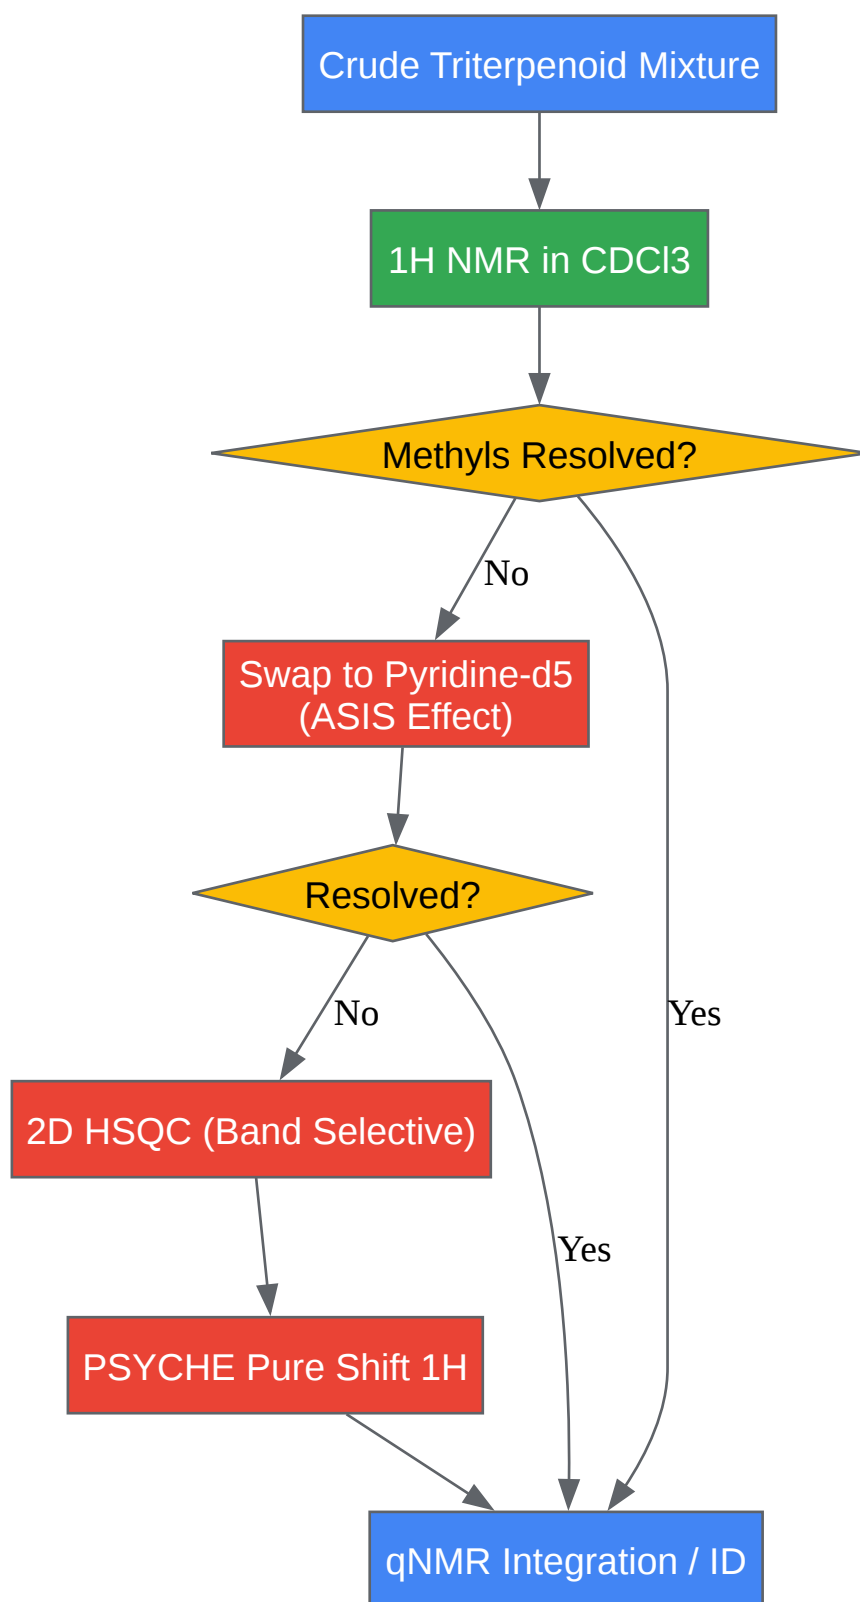 Crude Triterpenoid Mixture
1H NMR in CDCl3
Methyls Resolved?
No
Swap to Pyridine-d5
(ASIS Effect)
Resolved?
No
Yes
2D HSQC (Band Selective)
Yes
PSYCHE Pure Shift 1H
qNMR Integration / ID